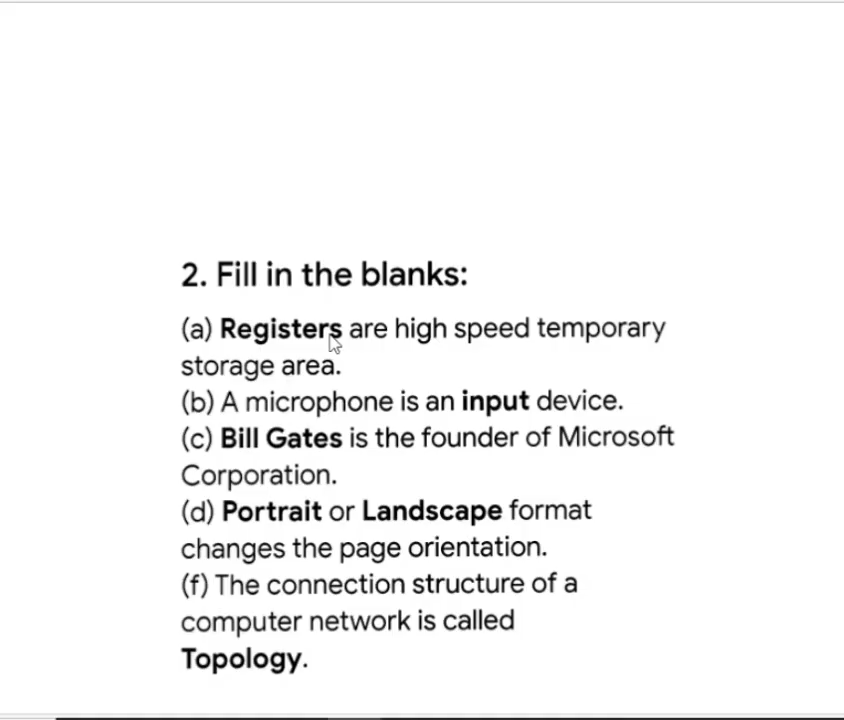 2. Fill in the blanks:
(a) Registers are high speed temporary
storage area.
(b) A microphone is an input device.
(c) Bill Gates is the founder of Microsoft
Corporation.
(d) Portrait or Landscape format
changes the page orientation.
(f) The connection structure of a
computer network is called
Topology.